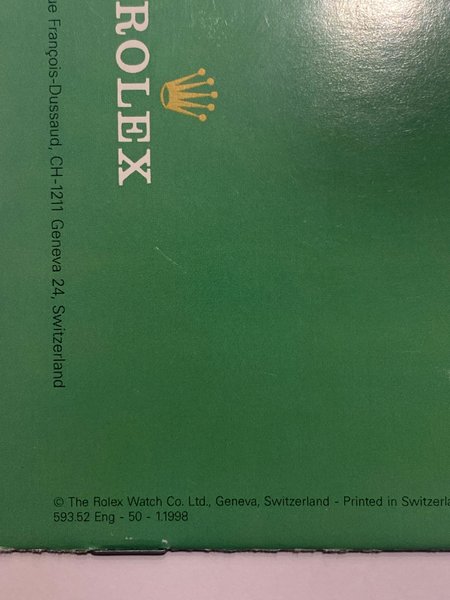 ROLEX
François-Dussaud, CH-1211 Geneva 24, Switzerland
© The Rolex Watch Co. Ltd., Geneva, Switzerland - Printed in
593.52 Eng - 50 - 1.1998